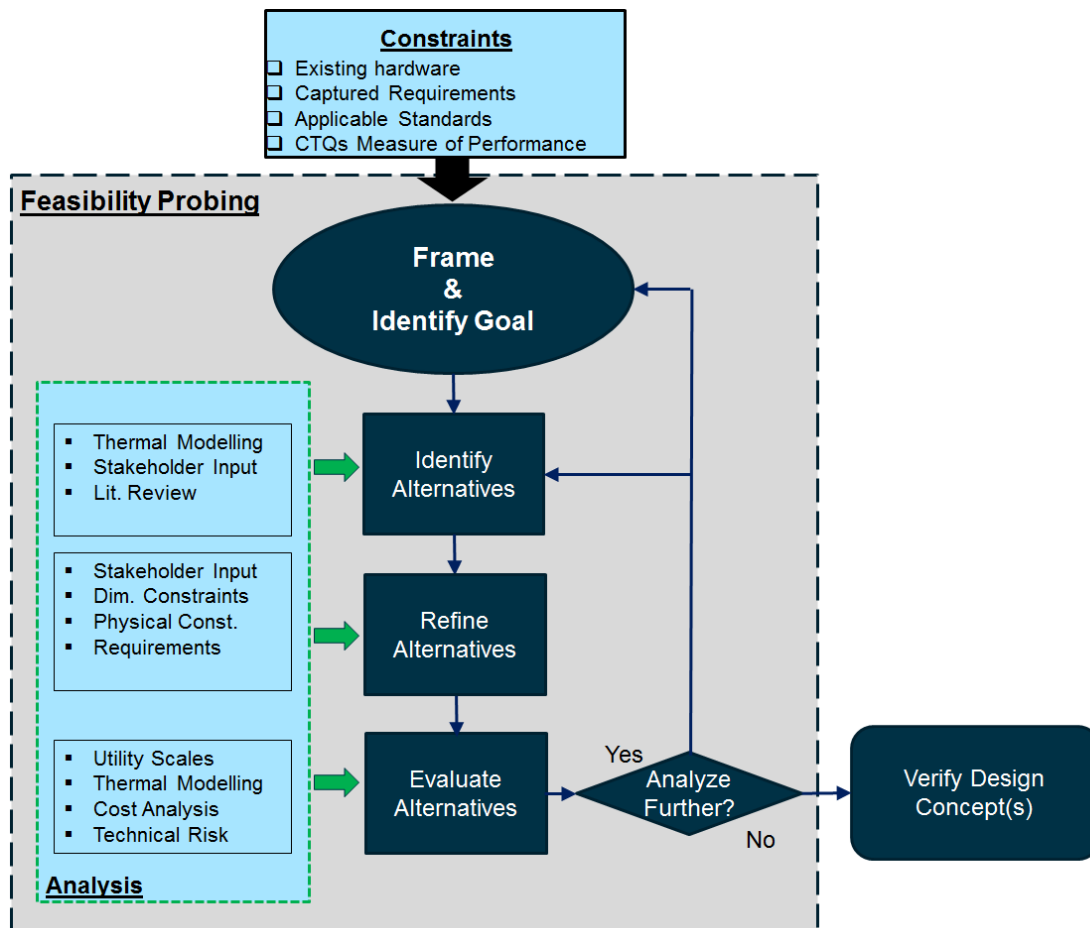 Constraints
❑ Existing hardware
❑ Captured Requirements
❑ Applicable Standards
❑ CTQs Measure of Performance
Feasibility Probing
Frame
&
Identify Goal
▪ Thermal Modelling
▪ Stakeholder Input
▪ Lit. Review
Identify
Alternatives
▪ Stakeholder Input
▪ Dim. Constraints
▪ Physical Const.
▪ Requirements
Refine
Alternatives
▪ Utility Scales
▪ Thermal Modelling
▪ Cost Analysis
▪ Technical Risk
Evaluate
Alternatives
Yes
Analyze
Further?
No
Verify Design
Concept(s)
Analysis